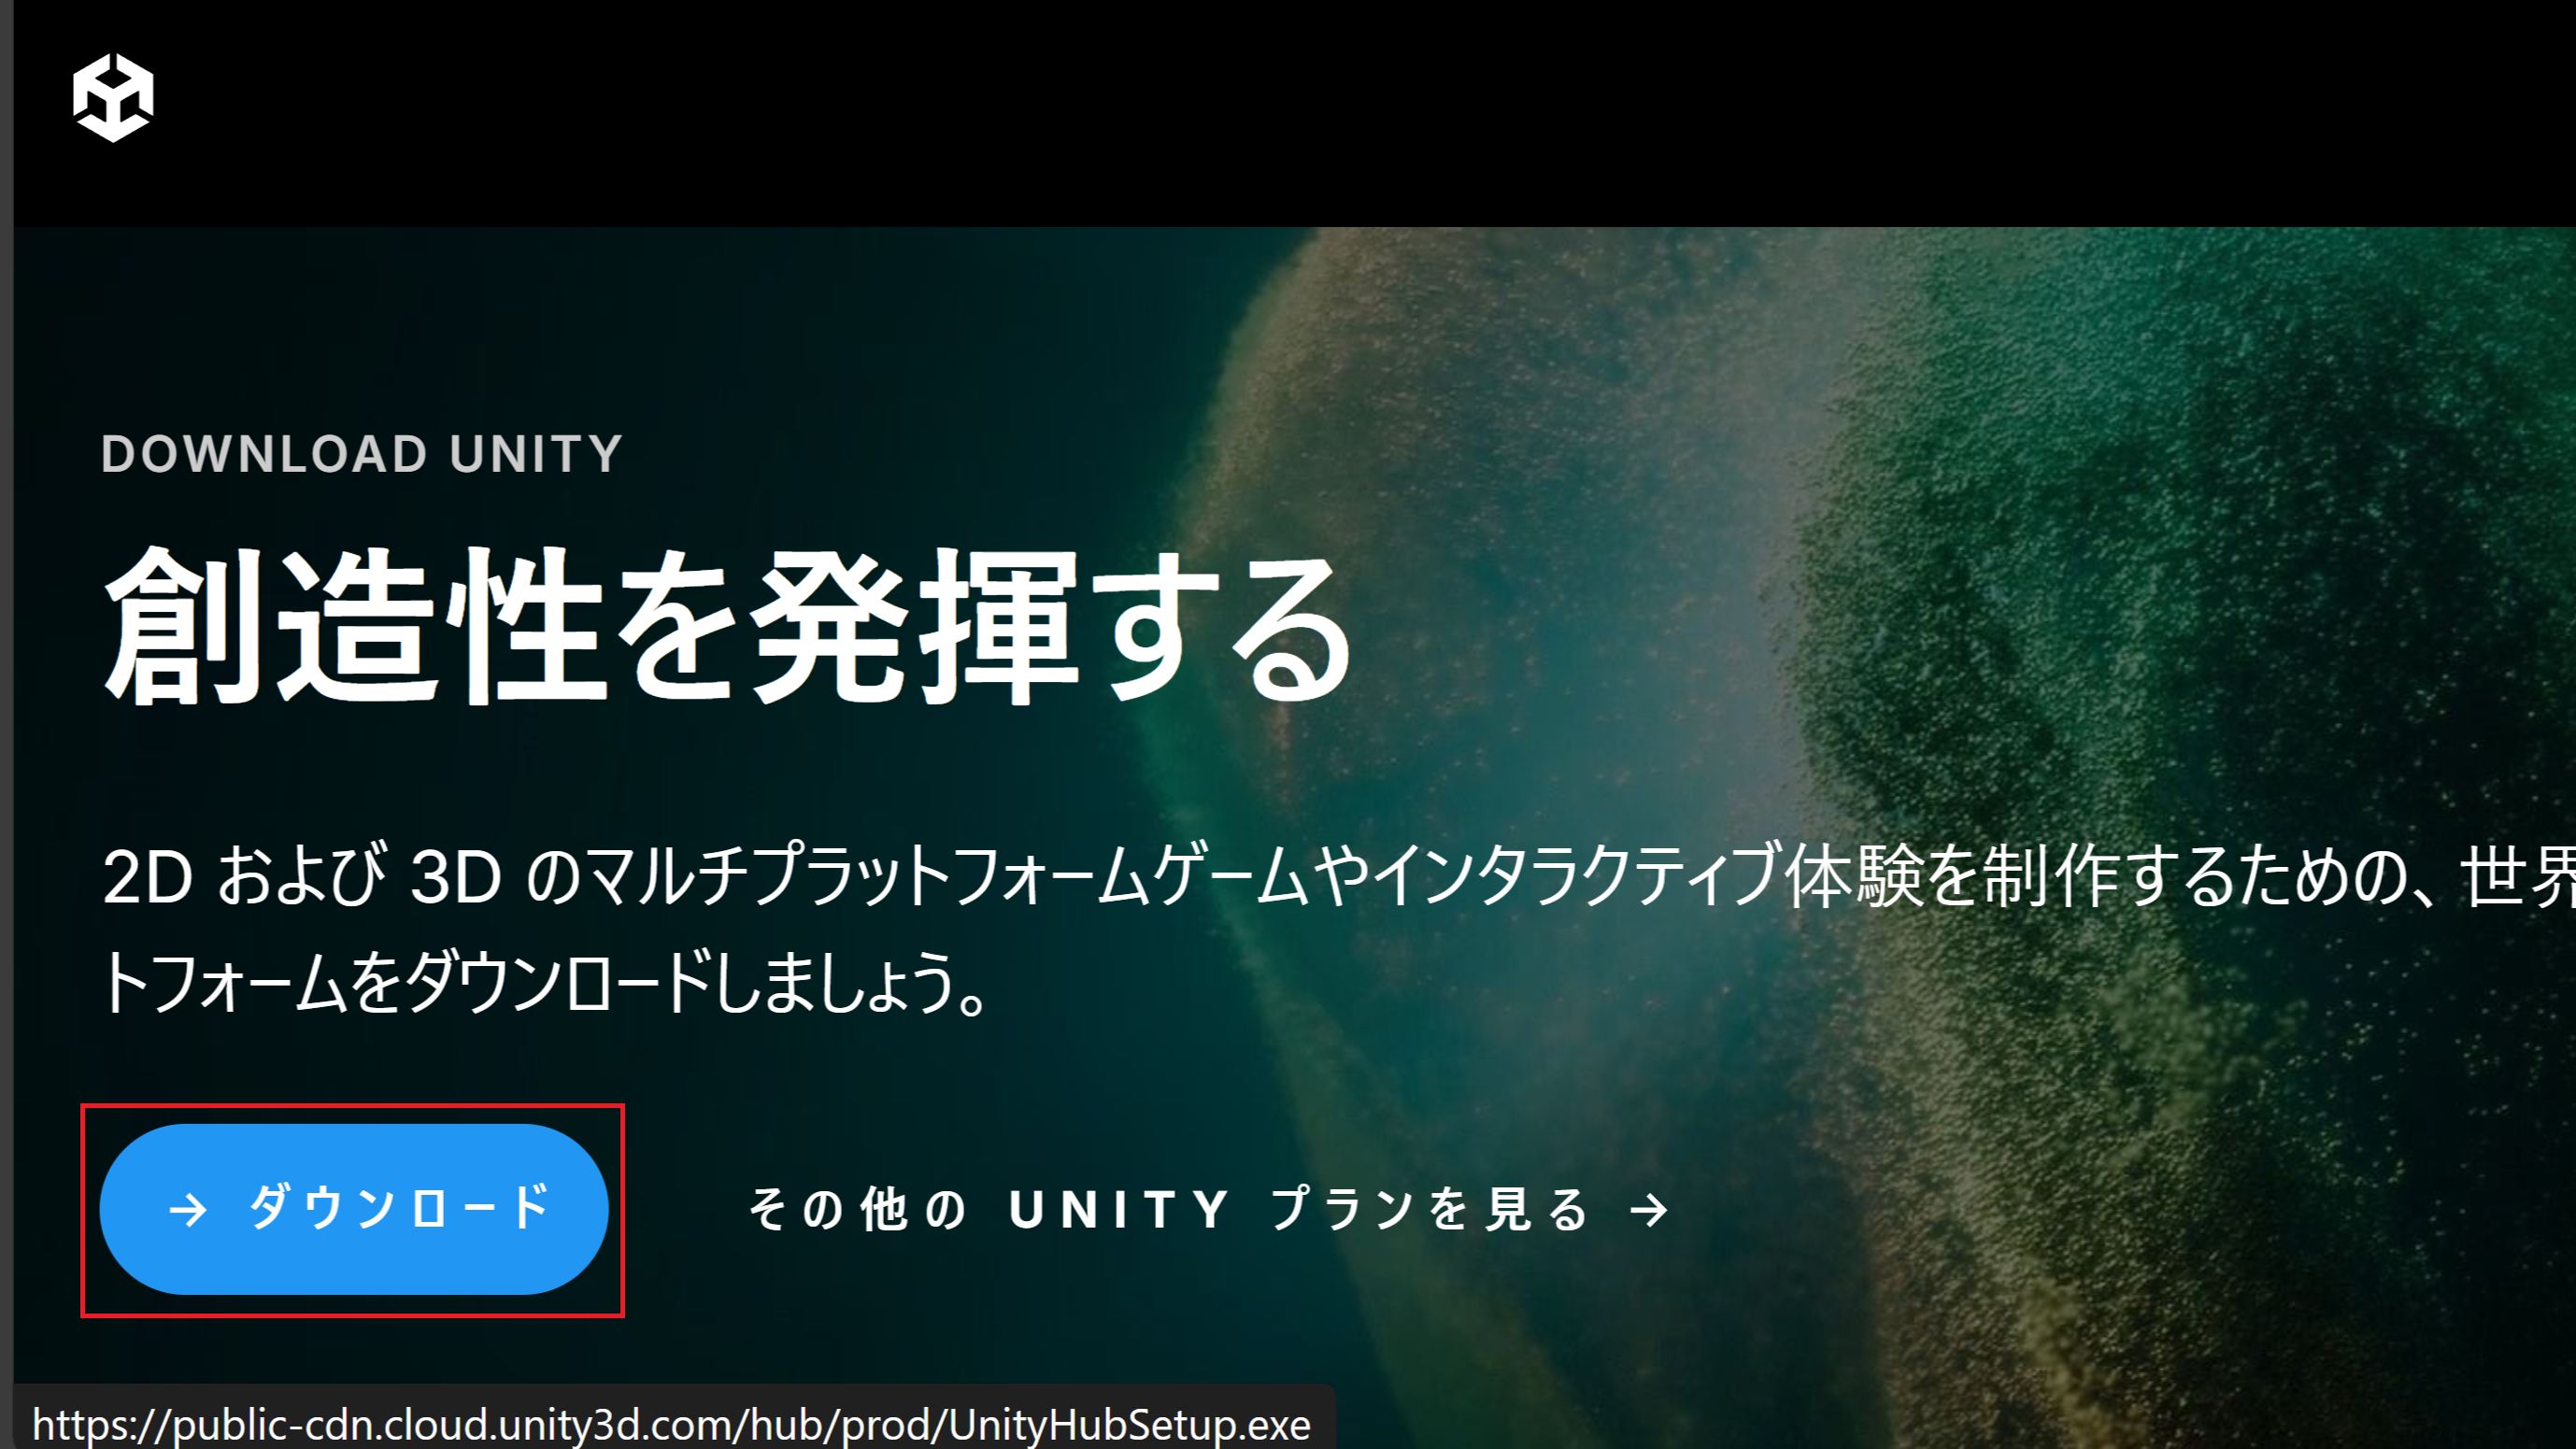 DOWNLOAD UNITY
創造性を発揮する
2D および 3D のマルチプラットフォームゲームやインタラクティブ体験を制作するための、世界
トフォームをダウンロードしましょう。
→ ダウンロード
その他の UNITY プランを見る →
https://public-cdn.cloud.unity3d.com/hub/prod/UnityHubSetup.exe